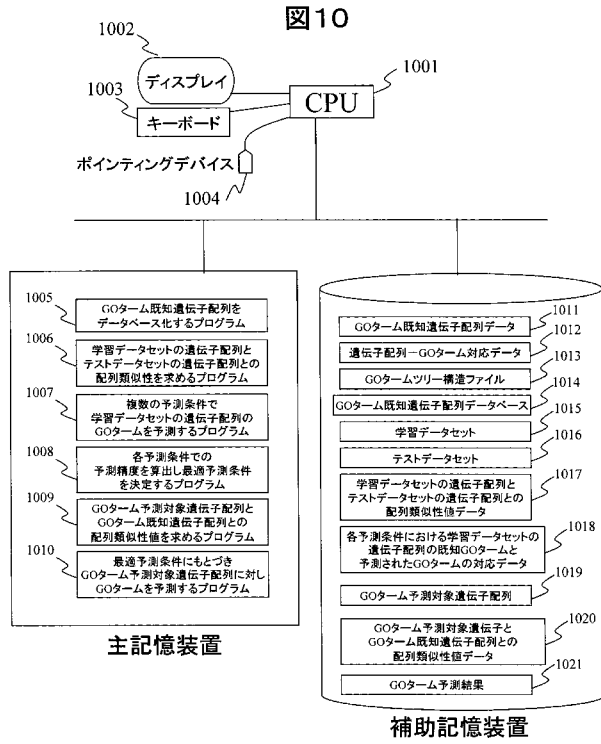 図10
1002
ディスプレイ
1003
キーボード
ポインティングデバイス
1004
CPU
1001
1005
GOターム既知遺伝子配列を
データベース化するプログラム
1006
学習データセットの遺伝子配列と
テストデータセットの遺伝子配列との
配列類似性を求めるプログラム
1007
複数の予測条件で
学習データセットの遺伝子配列の
GOタームを予測するプログラム
1008
各予測条件での
予測精度を算出し最適予測条件
を決定するプログラム
1009
GOターム予測対象遺伝子配列と
GOターム既知遺伝子配列との
配列類似性値を求めるプログラム
1010
最適予測条件にもとづき
GOターム予測対象遺伝子配列に対し
GOタームを予測するプログラム
主記憶装置
1011
GOターム既知遺伝子配列データ
1012
遺伝子配列－GOターム対応データ
1013
GOタームツリー構造ファイル
1014
GOターム既知遺伝子配列データベース
1015
学習データセット
1016
テストデータセット
1017
学習データセットの遺伝子配列と
テストデータセットの遺伝子配列との
配列類似性値データ
1018
各予測条件における学習データセットの
遺伝子配列の既知GOタームと
予測されたGOタームの対応データ
1019
GOターム予測対象遺伝子配列
1020
GOターム予測対象遺伝子と
GOターム既知遺伝子配列との
配列類似性値データ
1021
GOターム予測結果
補助記憶装置